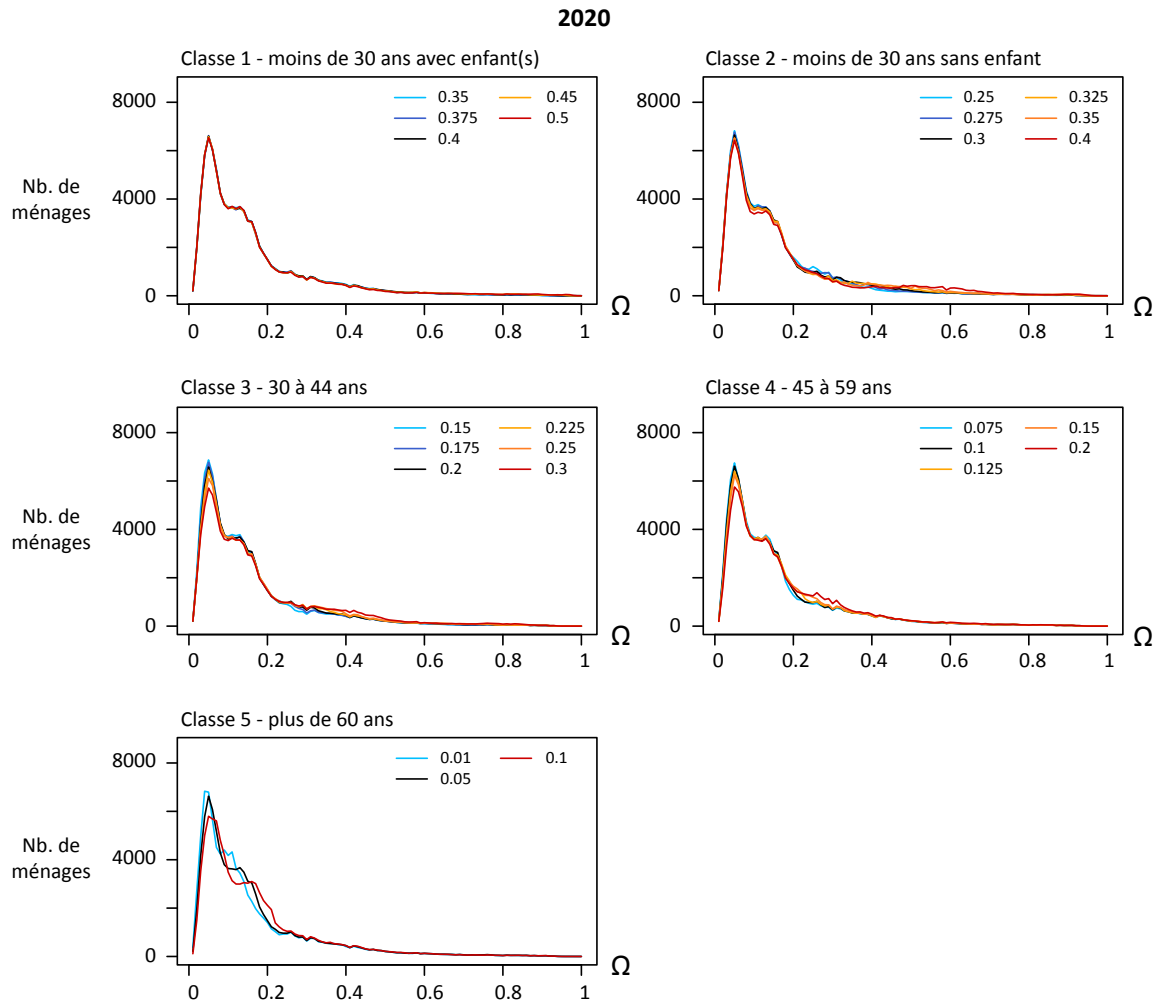 2020
Classe 1 - moins de 30 ans avec enfant(s)
Classe 2 - moins de 30 ans sans enfant
8000
0.35 0.45
0.375 0.5
0.4
8000
0.25 0.325
0.275 0.35
0.3 0.4
Nb. de
ménages
4000
4000
0
0
Ω
Ω
0 0.2 0.4 0.6 0.8 1
0 0.2 0.4 0.6 0.8 1
Classe 3 - 30 à 44 ans
Classe 4 - 45 à 59 ans
8000
0.15 0.225
0.175 0.25
0.2 0.3
8000
0.075 0.15
0.1 0.2
0.125
Nb. de
ménages
4000
4000
0
0
Ω
Ω
0 0.2 0.4 0.6 0.8 1
0 0.2 0.4 0.6 0.8 1
Classe 5 - plus de 60 ans
8000
0.01 0.1
0.05
Nb. de
ménages
4000
0
Ω
0 0.2 0.4 0.6 0.8 1